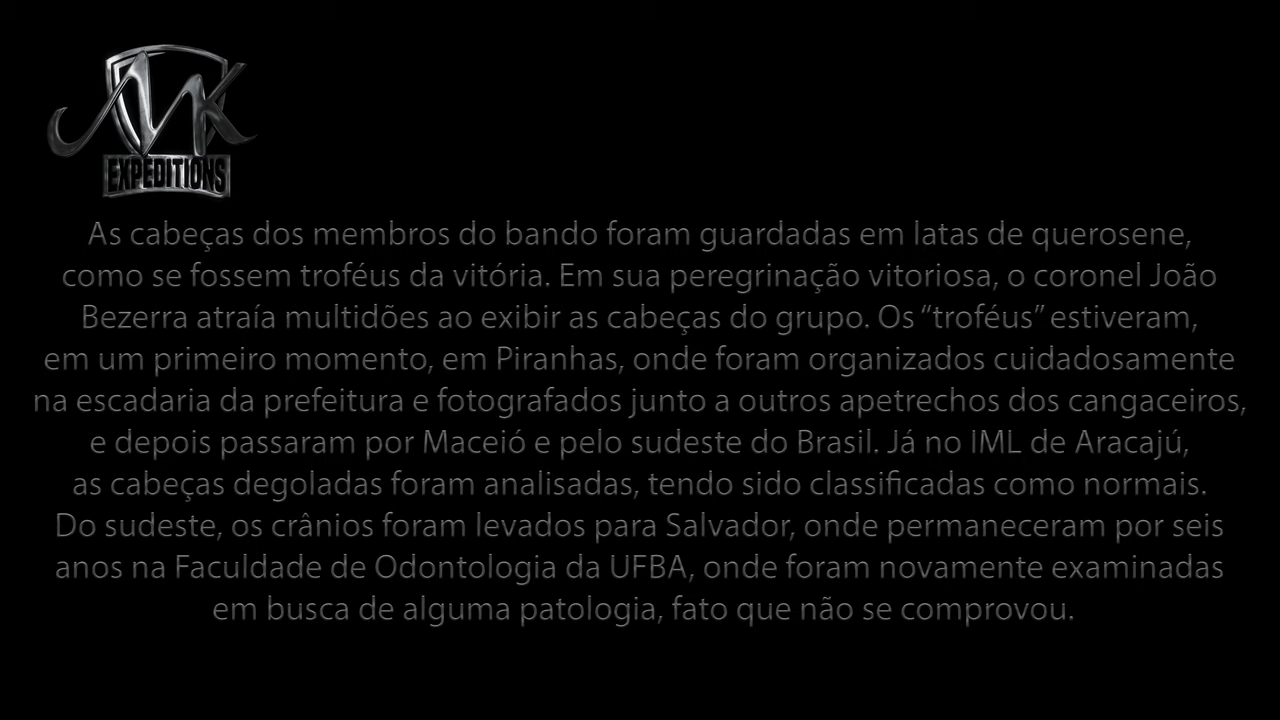 NK
EXPEDITIONS
As cabeças dos membros do bando foram guardadas em latas de querosene,
como se fossem troféus da vitória. Em sua peregrinação vitoriosa, o coronel João
Bezerra atraía multidões ao exibir as cabeças do grupo. Os “troféus” estiveram,
em um primeiro momento, em Piranhas, onde foram organizados cuidadosamente
na escadaria da prefeitura e fotografados junto a outros apetrechos dos cangaceiros,
e depois passaram por Maceió e pelo sudeste do Brasil. Já no IML de Aracajú,
as cabeças degoladas foram analisadas, tendo sido classificadas como normais.
Do sudeste, os crânios foram levados para Salvador, onde permaneceram por seis
anos na Faculdade de Odontologia da UFBA, onde foram novamente examinadas
em busca de alguma patologia, fato que não se comprovou.